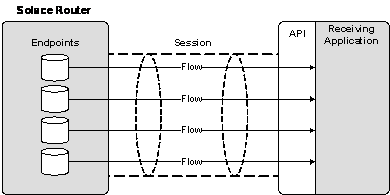 Solace Router
Endpoints
Session
API
Receiving
Application
Flow
Flow
Flow
Flow